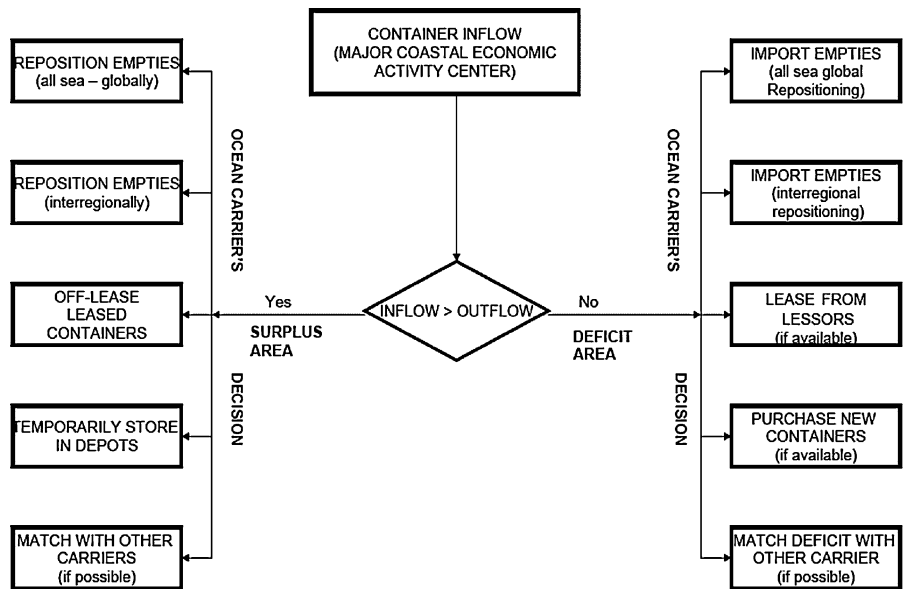 CONTAINER INFLOW
(MAJOR COASTAL ECONOMIC
ACTIVITY CENTER)
REPOSITION EMPTIES
(all sea – globally)
REPOSITION EMPTIES
(interregionally)
OFF-LEASE
LEASED
CONTAINERS
TEMPORARILY STORE
IN DEPOTS
MATCH WITH OTHER
CARRIERS
(if possible)
OCEAN CARRIER'S
DECISION
Yes
SURPLUS
AREA
INFLOW > OUTFLOW
No
DEFICIT
AREA
OCEAN CARRIER'S
DECISION
IMPORT EMPTIES
(all sea global
Repositioning)
IMPORT EMPTIES
(interregional
repositioning)
LEASE FROM
LESSORS
(if available)
PURCHASE NEW
CONTAINERS
(if available)
MATCH DEFICIT WITH
OTHER CARRIER
(if possible)